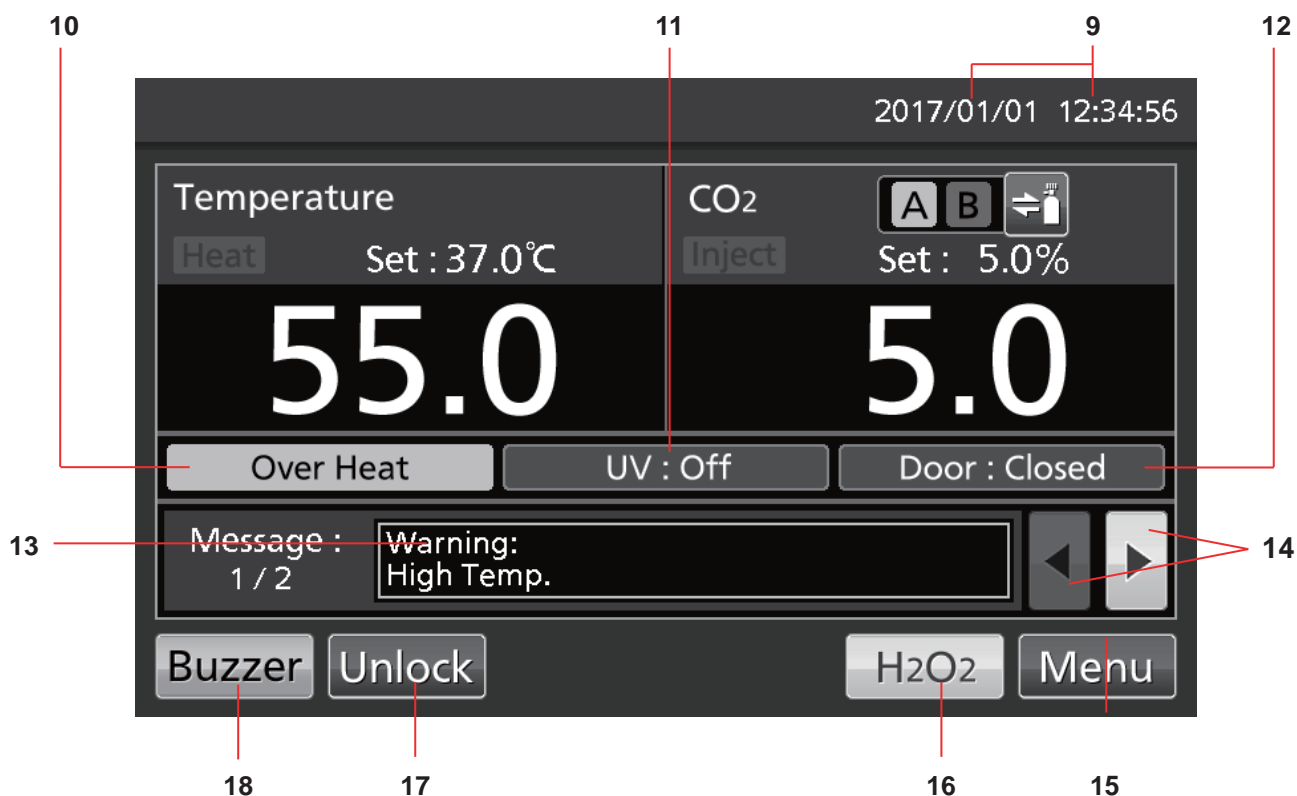 10 11 9 12
2017/01/01 12:34:56
Temperature
CO2 A B
Heat Set : 37.0℃
Inject Set : 5.0%
55.0
5.0
Over Heat UV : Off Door : Closed
13
Message :
1 / 2
Warning:
High Temp.
14
Buzzer Unlock H2O2 Menu
18 17 16 15